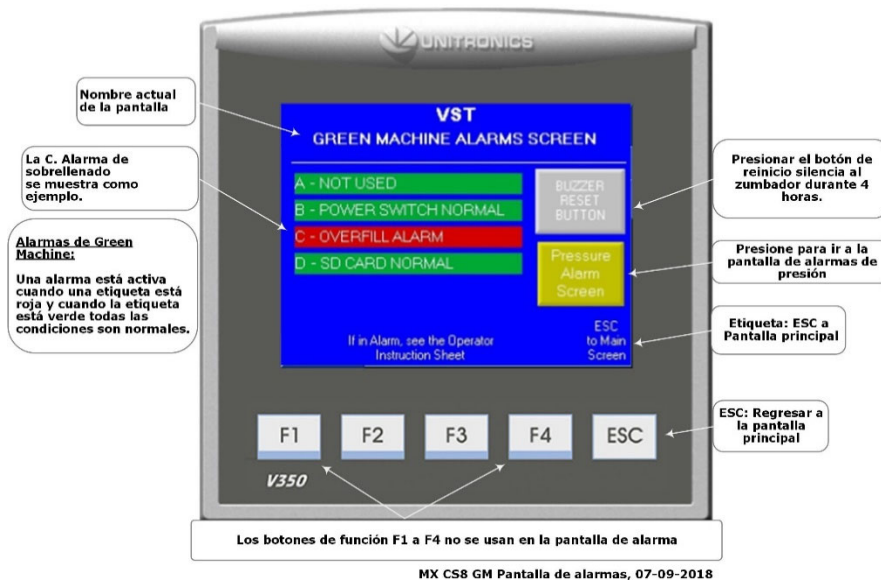 UNITRONICS
Nombre actual
de la pantalla
VST
GREEN MACHINE ALARMS SCREEN
La C. Alarma de
sobrellenado
se muestra como
ejemplo.
A - NOT USED
B - POWER SWITCH NORMAL
C - OVERFILL ALARM
D - SD CARD NORMAL
BUZZER
RESET
BUTTON
Presionar el botón de
reinicio silencia al
zumbador durante 4
horas.
Alarmas de Green
Machine:
Una alarma está activa
cuando una etiqueta está
roja y cuando la etiqueta
está verde todas las
condiciones son normales.
Pressure
Alarm
Screen
Presione para ir a la
pantalla de alarmas de
presión
If in Alarm, see the Operator
Instruction Sheet
ESC
to Main
Screen
Etiqueta: ESC a
Pantalla principal
ESC: Regresar a
la pantalla
principal
F1
F2
F3
F4
ESC
V350
Los botones de función F1 a F4 no se usan en la pantalla de alarma
MX CS8 GM Pantalla de alarmas, 07-09-2018